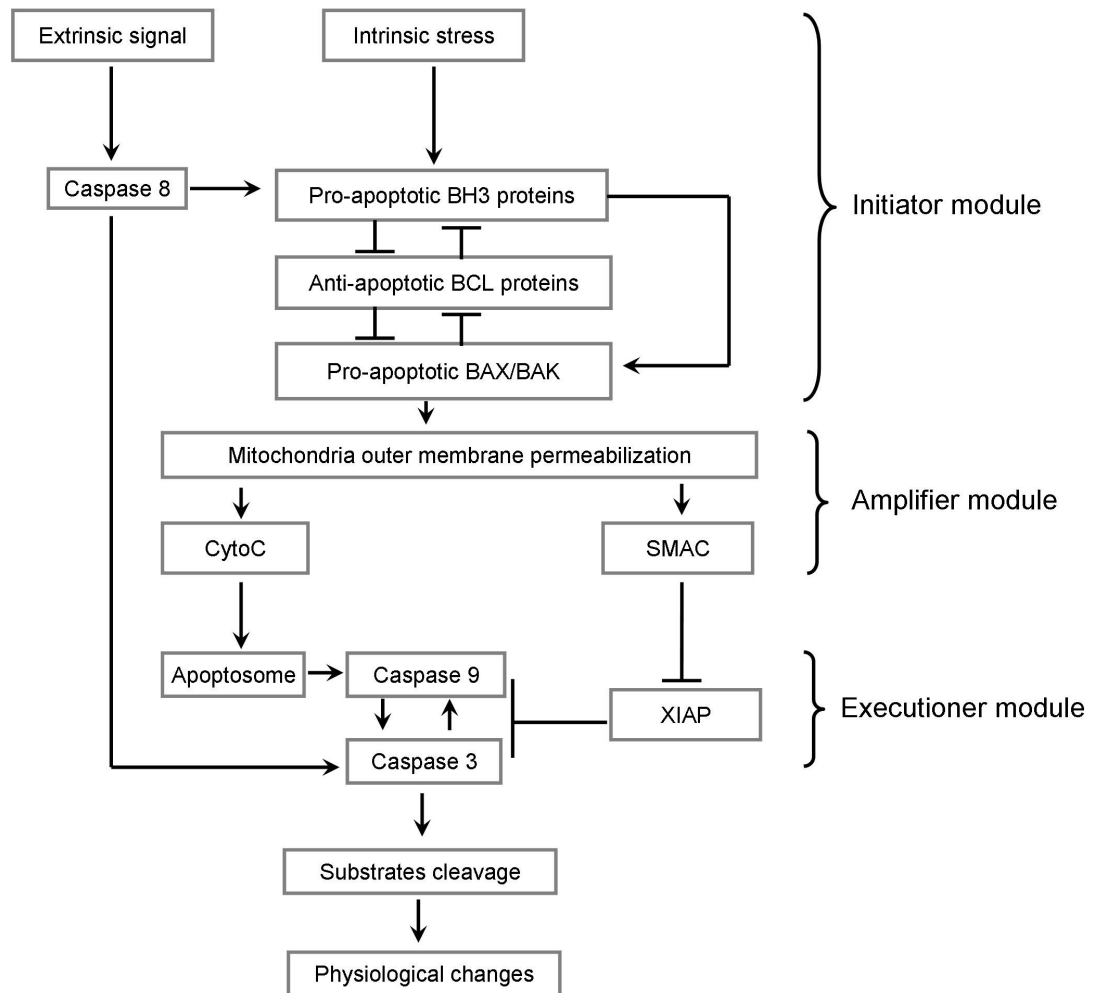 Extrinsic signal
Intrinsic stress
Caspase 8
Pro-apoptotic BH3 proteins
Initiator module
Anti-apoptotic BCL proteins
Pro-apoptotic BAX/BAK
Mitochondria outer membrane permeabilization
Amplifier module
CytoC
SMAC
Apoptosome
Caspase 9
XIAP
Executioner module
Caspase 3
Substrates cleavage
Physiological changes